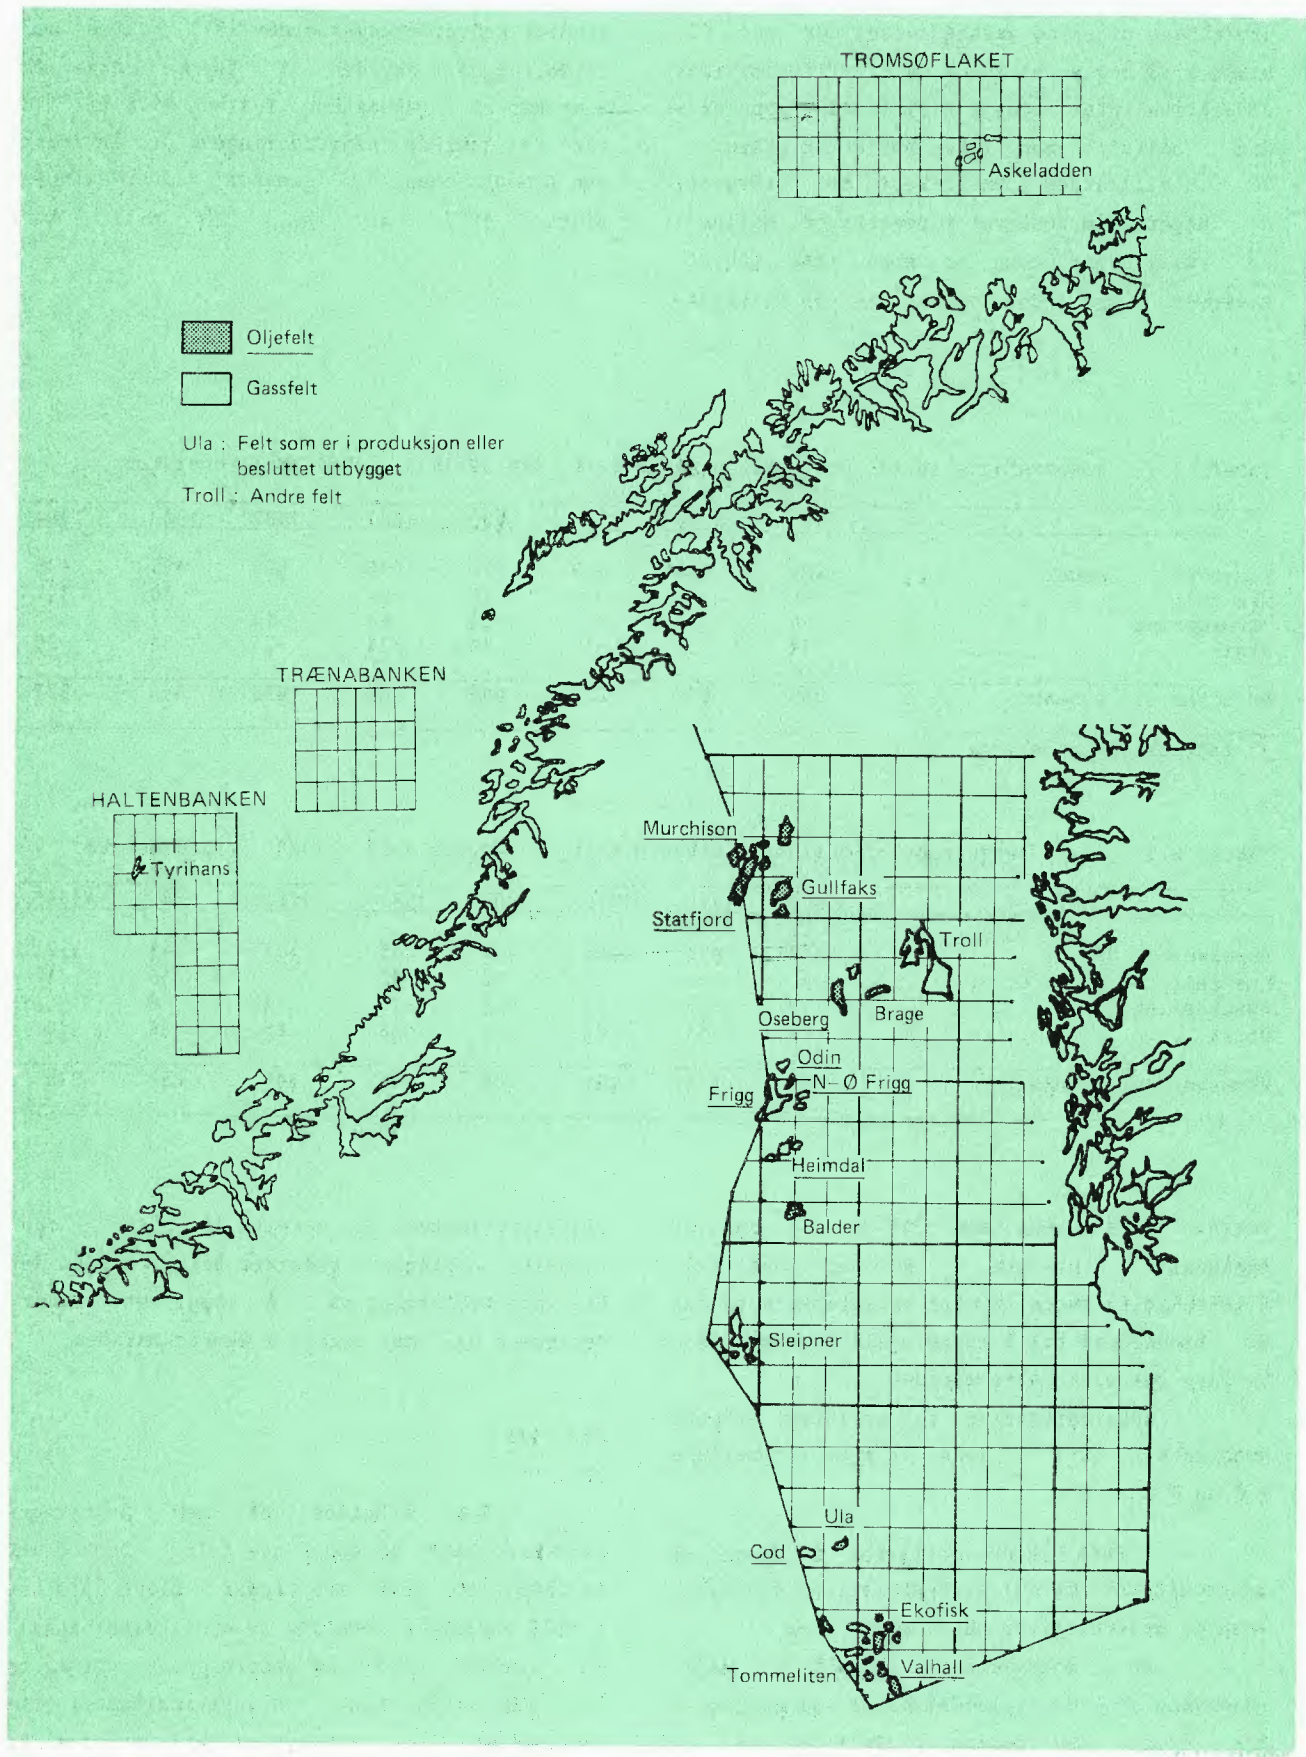 TROMSØFLAKET
Askeladden
Oljefelt
Gassfelt
Ula : Felt som er i produksjon eller
besluttet utbygget
Troll : Andre felt
TRÆNABANKEN
HALTENBANKEN
Tyrihans
Murchison
Gullfaks
Statfjord
Troll
Brage
Oseberg
Odin
N-Ø Frigg
Frigg
Heimdal
Balder
Sleipner
Ula
Cod
Ekofisk
Valhall
Tommeliten